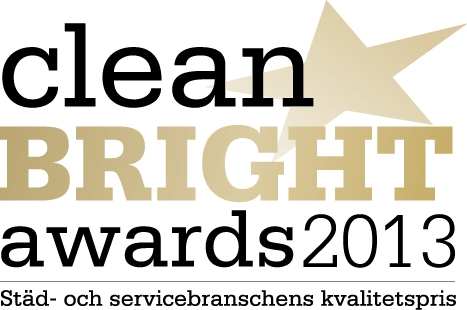 clean
BRIGHT
awards2013
Städ- och servicebranschens kvalitetspris